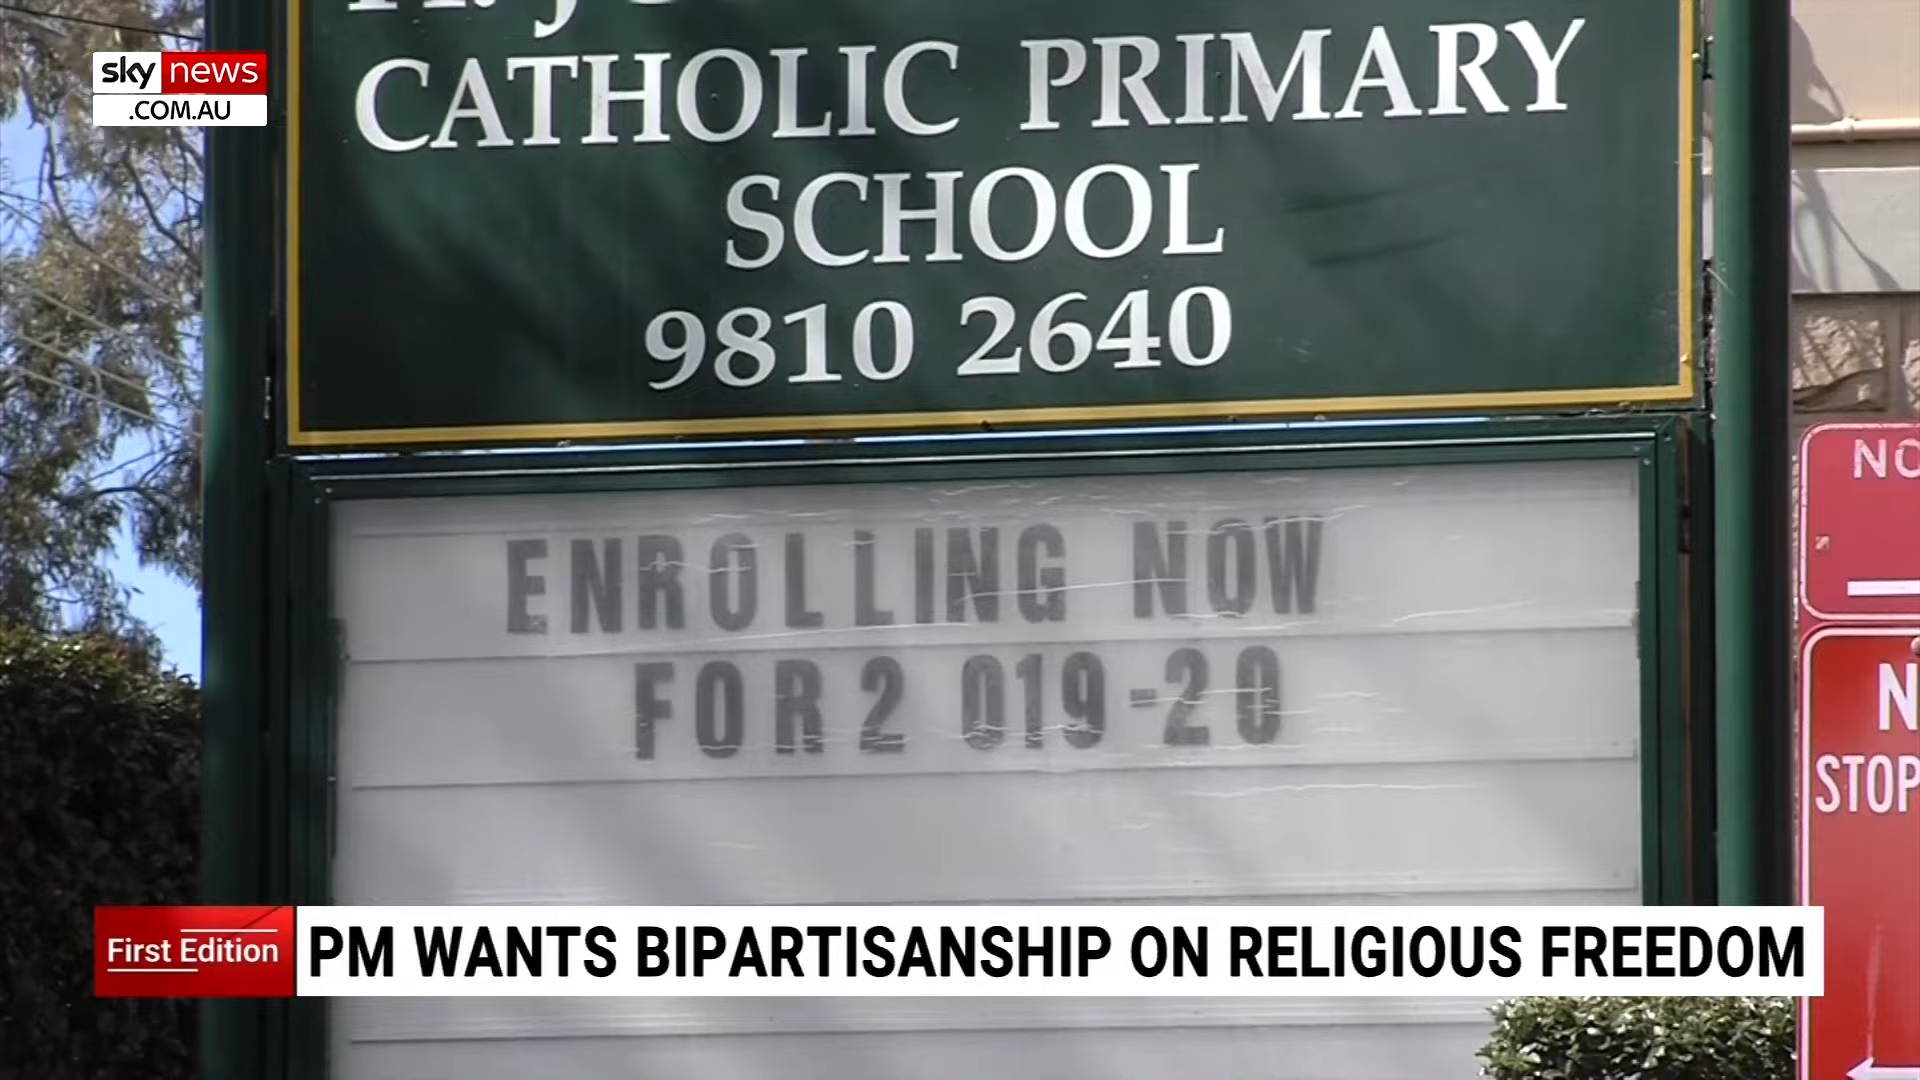 sky news
.COM.AU
CATHOLIC PRIMARY
SCHOOL
9810 2640
ENROLLING NOW
FOR 2019-20
STOP
First Edition
PM WANTS BIPARTISANSHIP ON RELIGIOUS FREEDOM